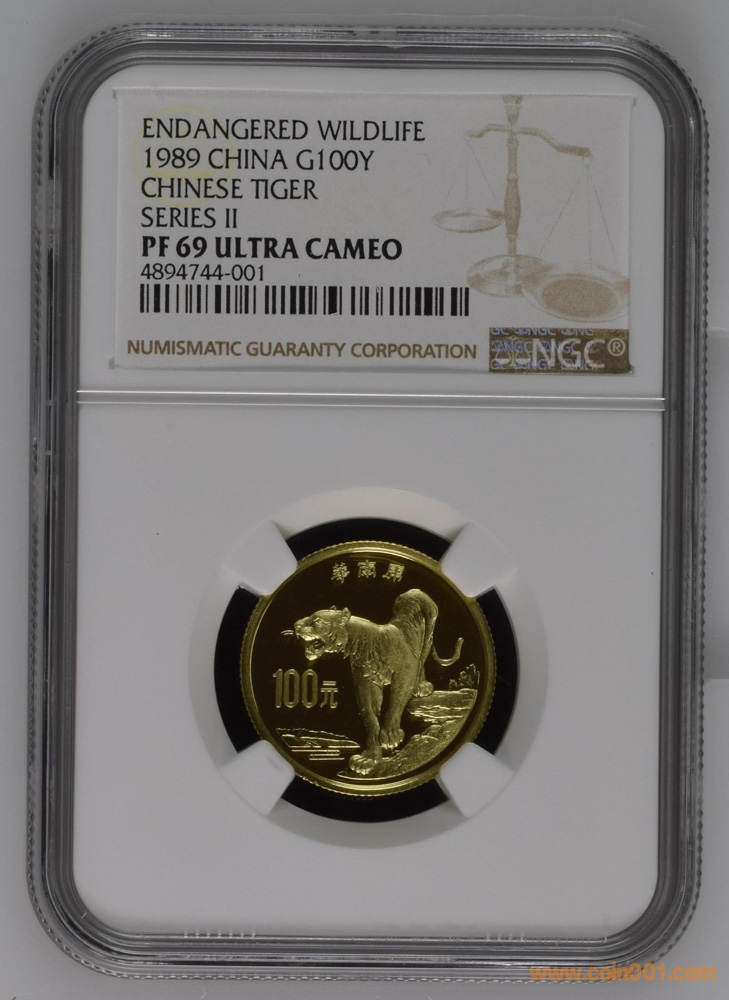 ENDANGERED WILDLIFE
1989 CHINA G100Y
CHINESE TIGER
SERIES II
PF 69 ULTRA CAMEO
4894744-001
NUMISMATIC GUARANTY CORPORATION
NGC®
華南虎
100元
www.coin001.com